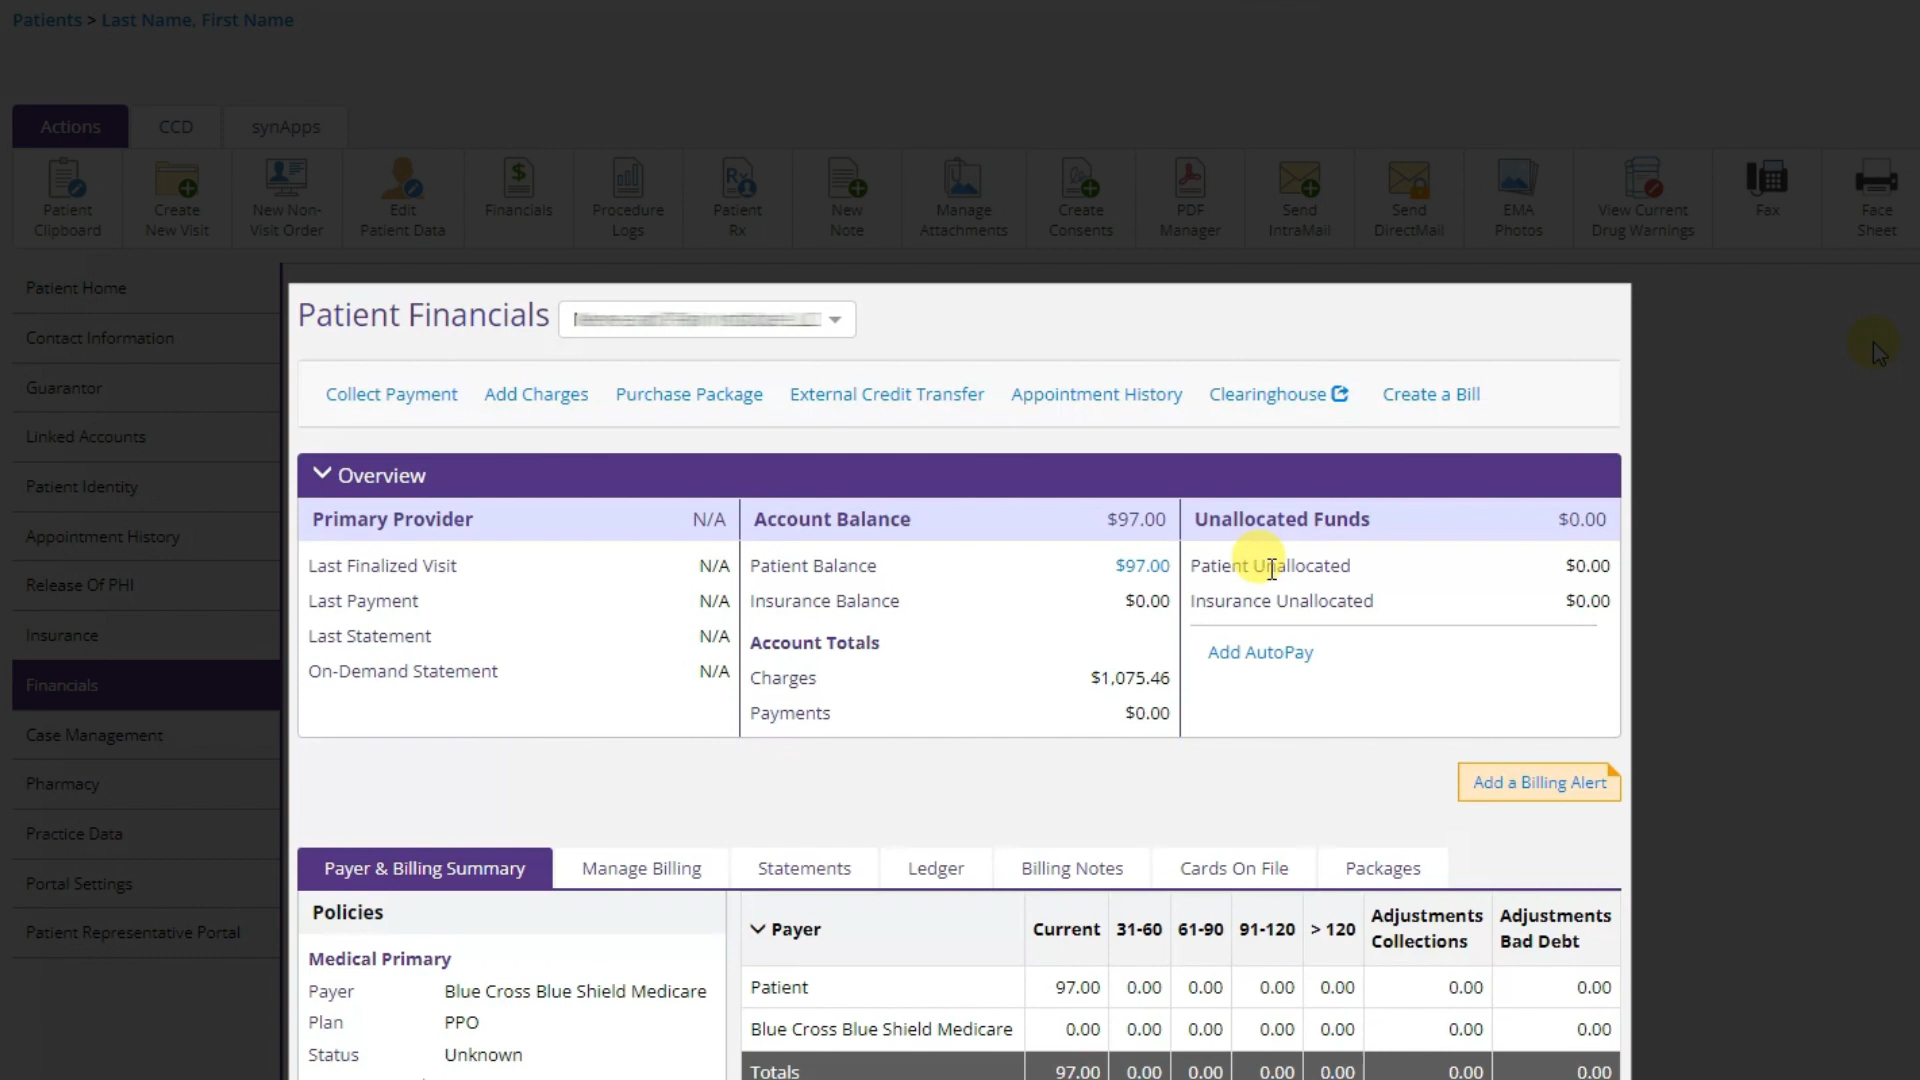 Patients > Last Name, First Name
Actions CCD synApps
Patient Clipboard
Create New Visit
New Non-Visit Order
Edit Patient Data
Financials
Procedure Logs
Patient Rx
New Note
Manage Attachments
Create Consents
PDF Manager
Send IntraMail
Send DirectMail
EMA Photos
View Current Drug Warnings
Fax
Face Sheet
Patient Home
Contact Information
Guarantor
Linked Accounts
Patient Identity
Appointment History
Release Of PHI
Insurance
Financials
Case Management
Pharmacy
Practice Data
Portal Settings
Patient Representative Portal
Patient Financials
Collect Payment Add Charges Purchase Package External Credit Transfer Appointment History Clearinghouse Create a Bill
Overview
Primary Provider N/A
Last Finalized Visit N/A
Last Payment N/A
Last Statement N/A
On-Demand Statement N/A
Account Balance $97.00
Patient Balance $97.00
Insurance Balance $0.00
Account Totals
Charges $1,075.46
Payments $0.00
Unallocated Funds $0.00
Patient Unallocated $0.00
Insurance Unallocated $0.00
Add AutoPay
Add a Billing Alert
Payer & Billing Summary Manage Billing Statements Ledger Billing Notes Cards On File Packages
Policies
Medical Primary
Payer Blue Cross Blue Shield Medicare
Plan PPO
Status Unknown
Payer Current 31-60 61-90 91-120 > 120 Adjustments Collections Adjustments Bad Debt
Patient 97.00 0.00 0.00 0.00 0.00 0.00 0.00
Blue Cross Blue Shield Medicare 0.00 0.00 0.00 0.00 0.00 0.00 0.00
Totals 97.00 0.00 0.00 0.00 0.00 0.00 0.00